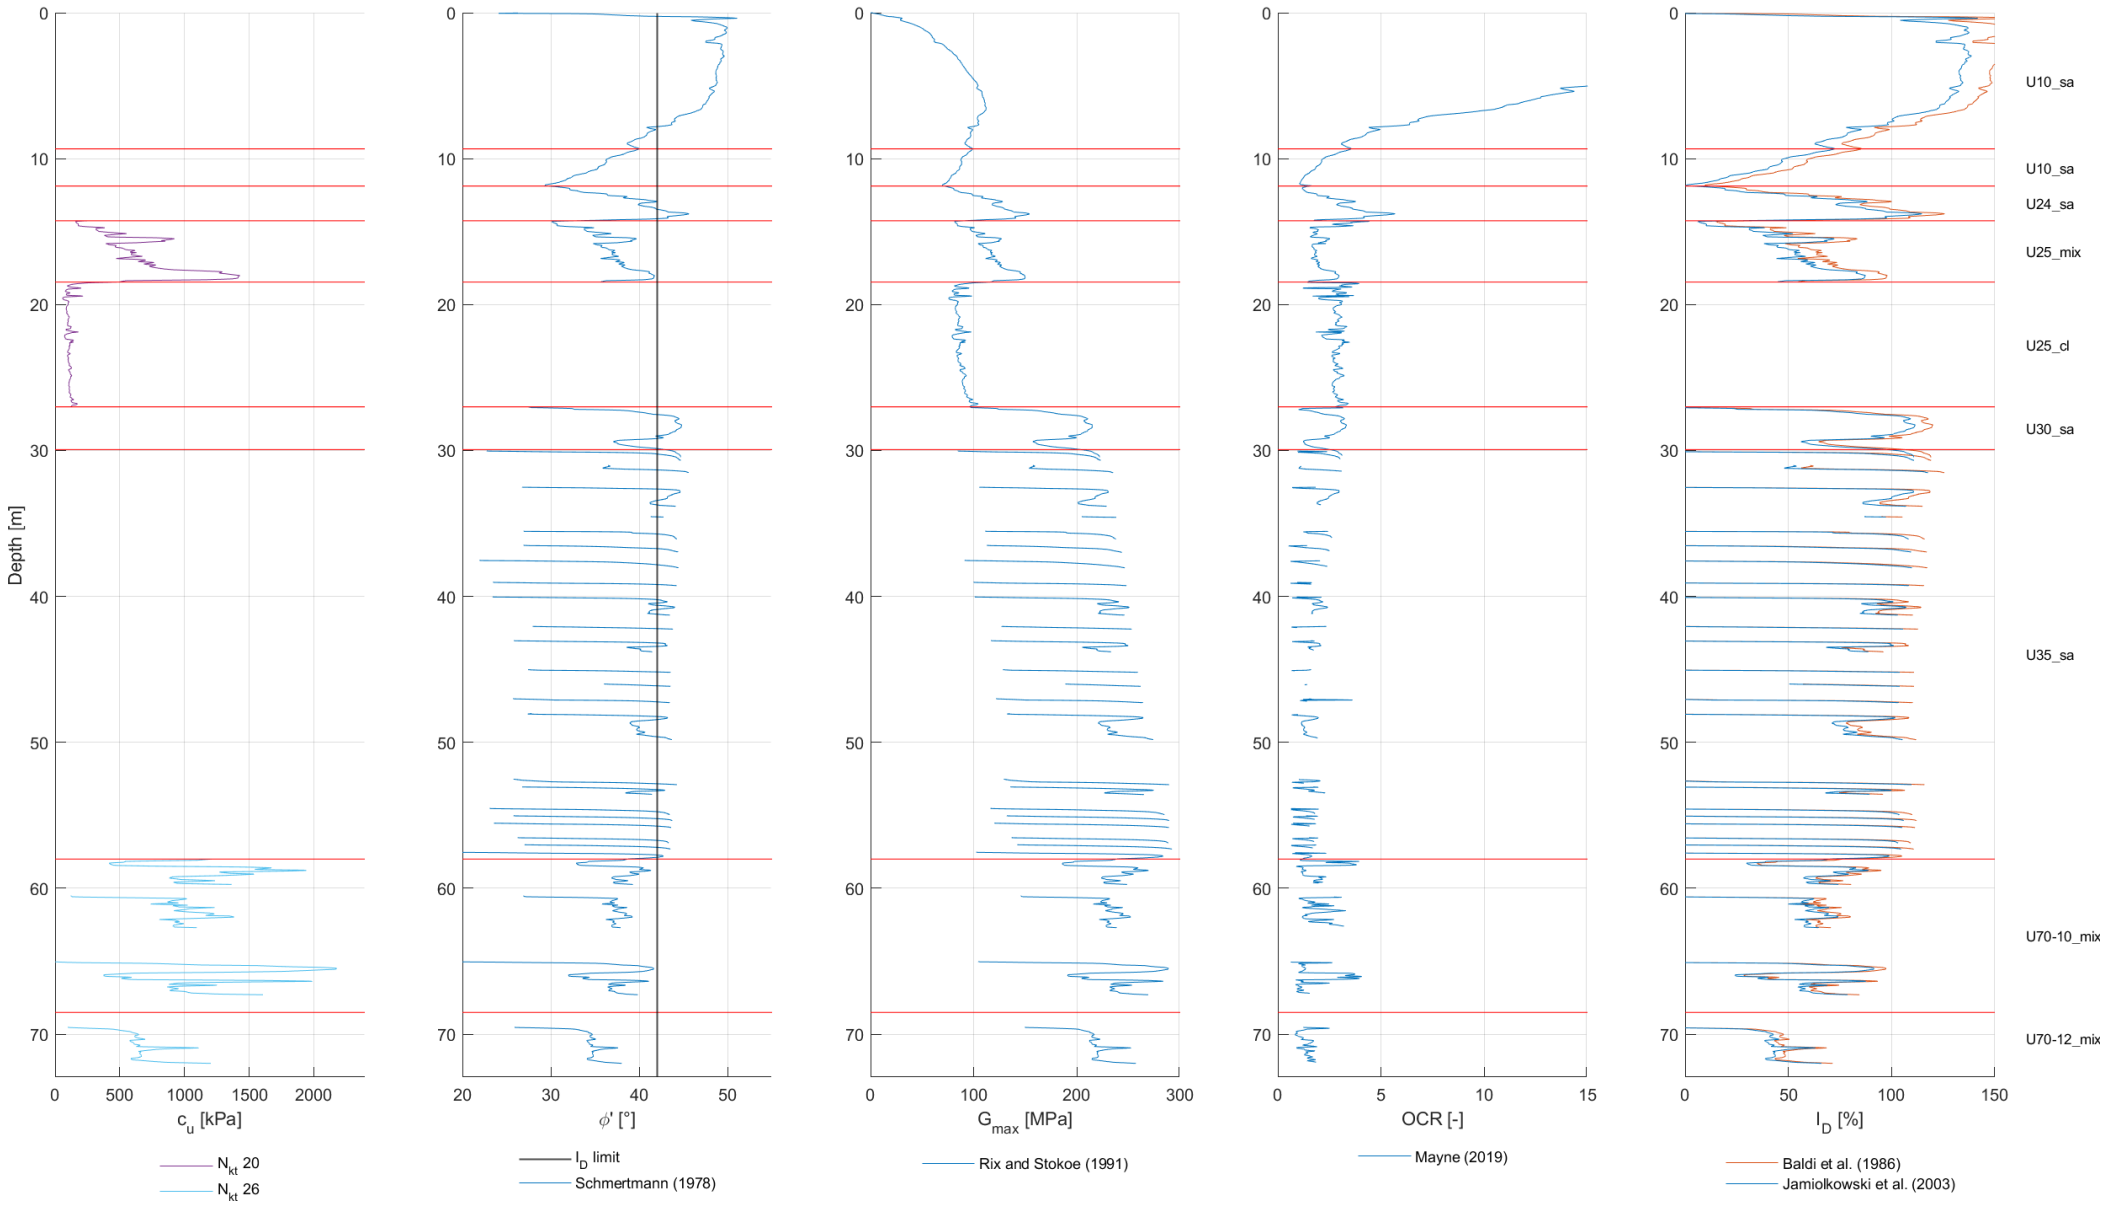 Depth [m]
0
10
20
30
40
50
60
70
0 500 1000 1500 2000
c_u [kPa]
N_kt 20
N_kt 26
0
10
20
30
40
50
60
70
20 30 40 50
ϕ' [°]
I_D limit
Schmertmann (1978)
0
10
20
30
40
50
60
70
0 100 200 300
G_max [MPa]
Rix and Stokoe (1991)
0
10
20
30
40
50
60
70
0 5 10 15
OCR [-]
Mayne (2019)
0
10
20
30
40
50
60
70
0 50 100 150
I_D [%]
Baldi et al. (1986)
Jamiolkowski et al. (2003)
U10_sa
U10_sa
U24_sa
U25_mix
U25_cl
U30_sa
U35_sa
U70-10_mix
U70-12_mix